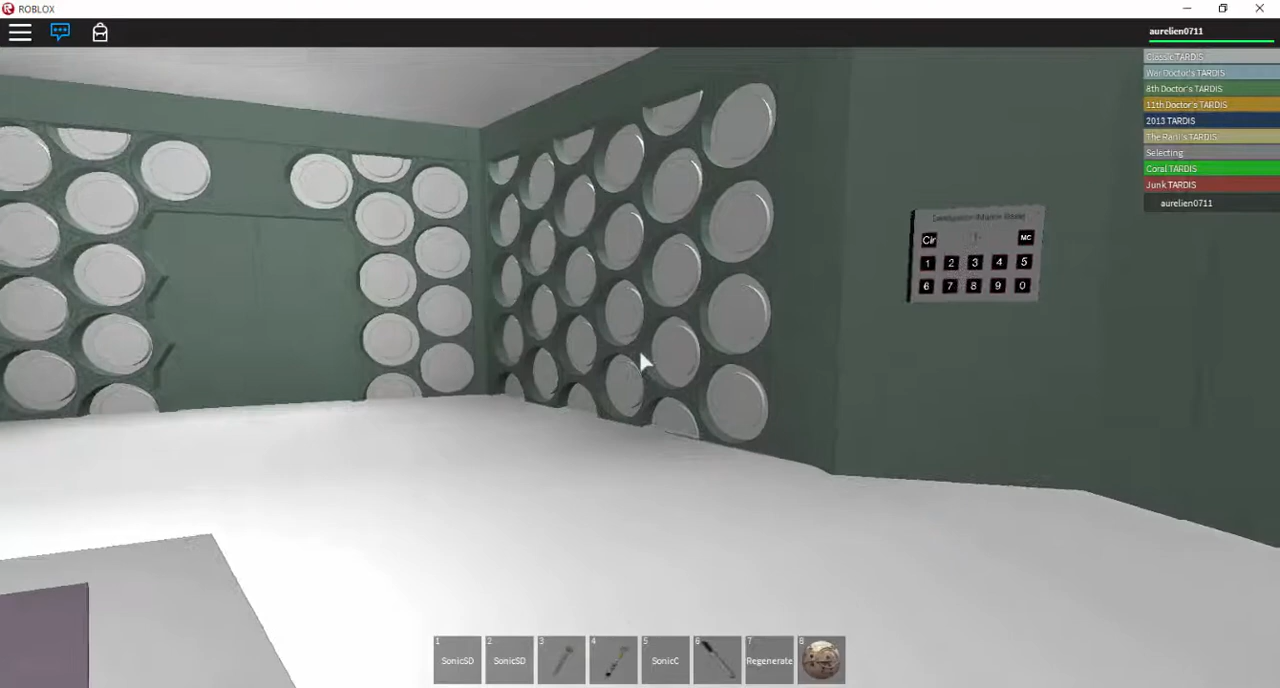 ROBLOX
aurelien0711
Classic TARDIS
War Doctor's TARDIS
8th Doctor's TARDIS
11th Doctor's TARDIS
2013 TARDIS
The Rani's TARDIS
Selecting
Coral TARDIS
Junk TARDIS
aurelien0711
Clr MC
1 2 3 4 5
6 7 8 9 0
1 2 3 4 5 6 7 8
SonicSD SonicSD SonicC Regenerate